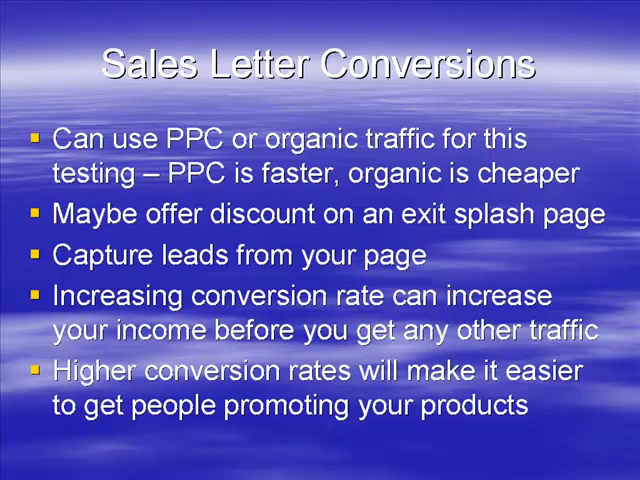 Sales Letter Conversions
Can use PPC or organic traffic for this
testing – PPC is faster, organic is cheaper
Maybe offer discount on an exit splash page
Capture leads from your page
Increasing conversion rate can increase
your income before you get any other traffic
Higher conversion rates will make it easier
to get people promoting your products